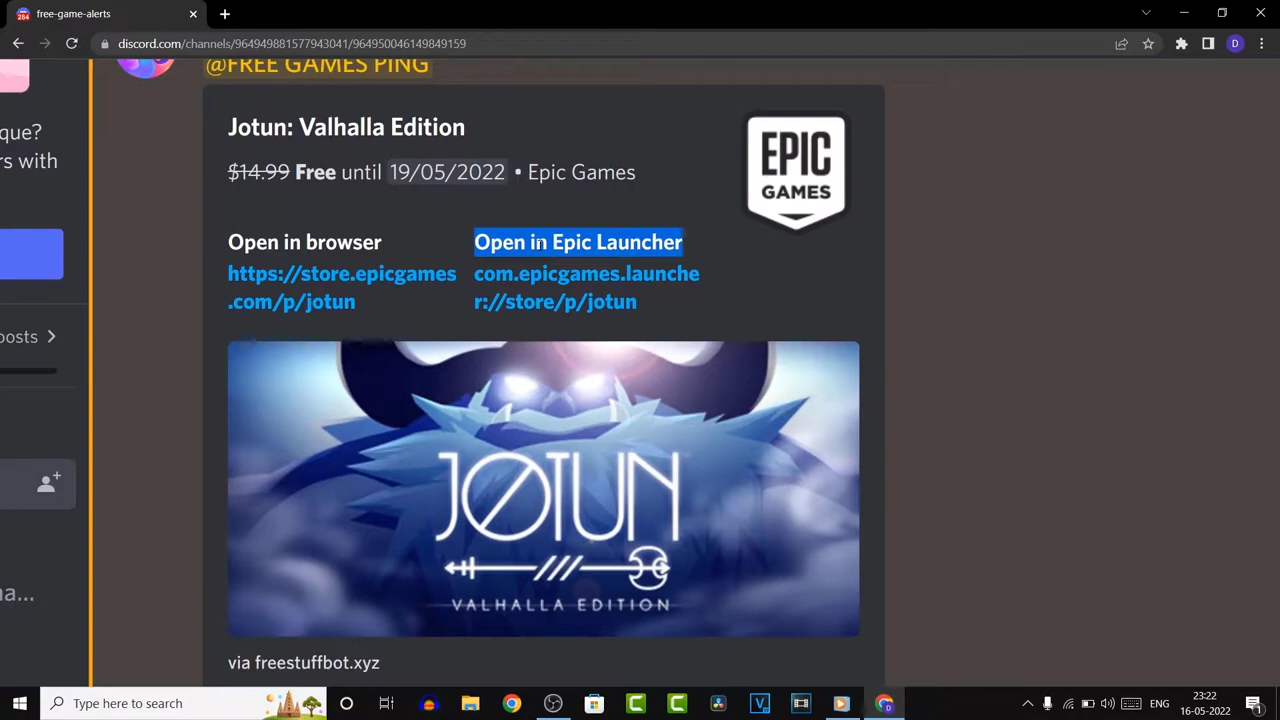 free-game-alerts
284
discord.com/channels/964949881577943041/964950046149849159
D
que?
rs with
posts
na...
@FREE GAMES PING
Jotun: Valhalla Edition
$14.99 Free until 19/05/2022 • Epic Games
EPIC
GAMES
Open in browser
https://store.epicgames
.com/p/jotun
Open in Epic Launcher
com.epicgames.launche
r://store/p/jotun
JOTUN
VALHALLA EDITION
via freestuffbot.xyz
Type here to search
ENG
23:22
16-05-2022
1